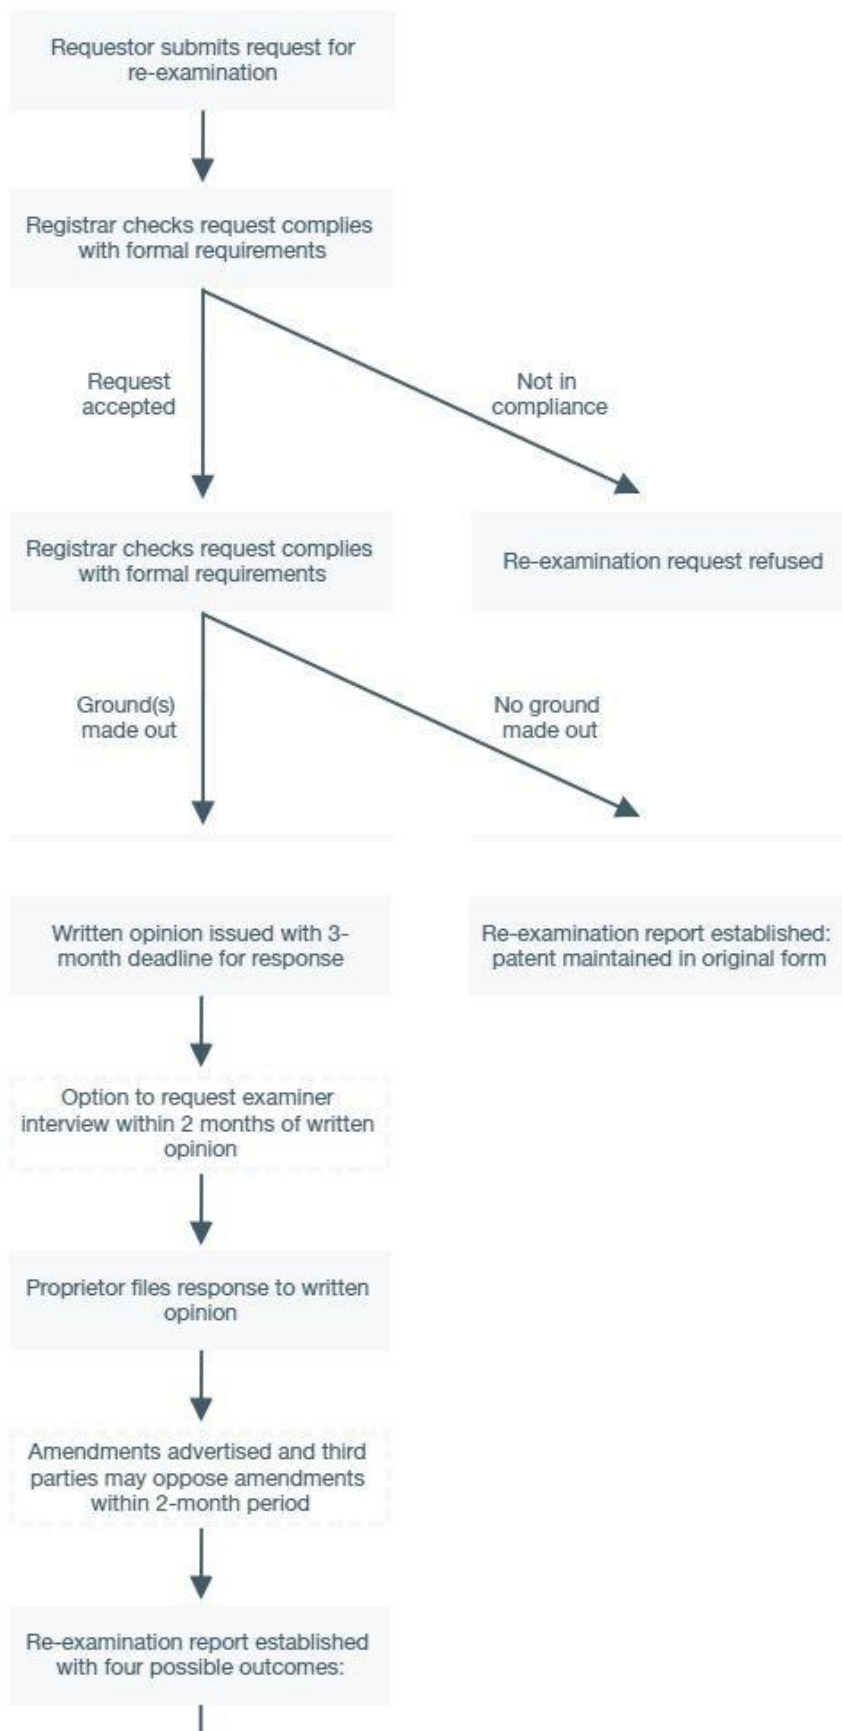 Requestor submits request for
re-examination
Registrar checks request complies
with formal requirements
Request
accepted
Not in
compliance
Registrar checks request complies
with formal requirements
Re-examination request refused
Ground(s)
made out
No ground
made out
Written opinion issued with 3-
month deadline for response
Re-examination report established:
patent maintained in original form
Option to request examiner
interview within 2 months of written
opinion
Proprietor files response to written
opinion
Amendments advertised and third
parties may oppose amendments
within 2-month period
Re-examination report established
with four possible outcomes: